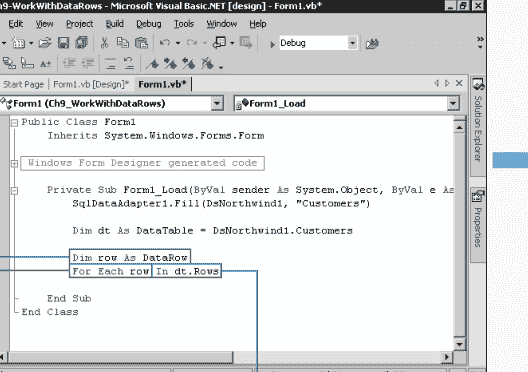 h9-WorkWithDataRows - Microsoft Visual Basic.NET [design] - Form1.vb*
Edit View Project Build Debug Tools Window Help
Debug
Start Page Form1.vb [Design]* Form1.vb*
Form1 (Ch9_WorkWithDataRows) Form1_Load
Solution Explorer
Properties
Public Class Form1
Inherits System.Windows.Forms.Form
Windows Form Designer generated code
Private Sub Form1_Load(ByVal sender As System.Object, ByVal e As
SqlDataAdapter1.Fill(DsNorthwind1, "Customers")
Dim dt As DataTable = DsNorthwind1.Customers
Dim row As DataRow
For Each row In dt.Rows
End Sub
End Class